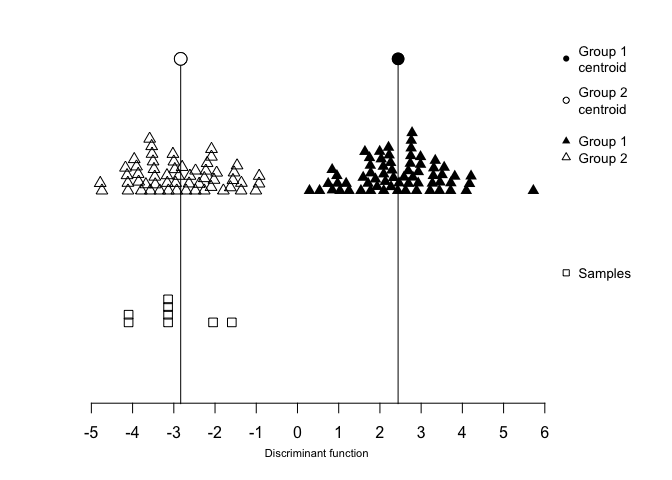 Group 1
centroid
Group 2
centroid
Group 1
Group 2
Samples
-5 -4 -3 -2 -1 0 1 2 3 4 5 6
Discriminant function